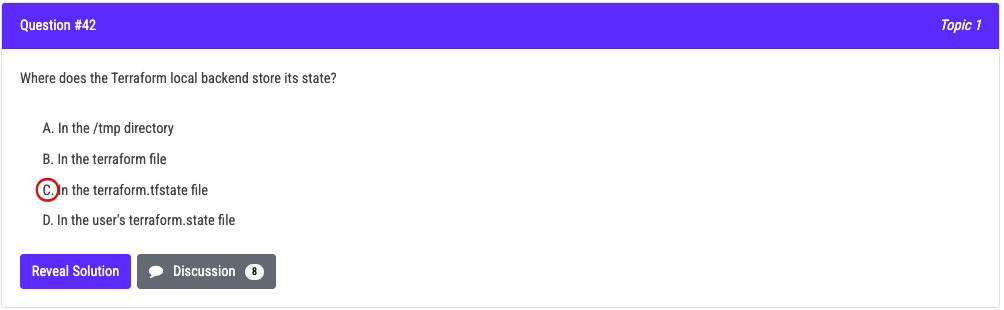 Question #42 Topic 1
Where does the Terraform local backend store its state?
A. In the /tmp directory
B. In the terraform file
C. In the terraform.tfstate file
D. In the user's terraform.state file
Reveal Solution Discussion 8